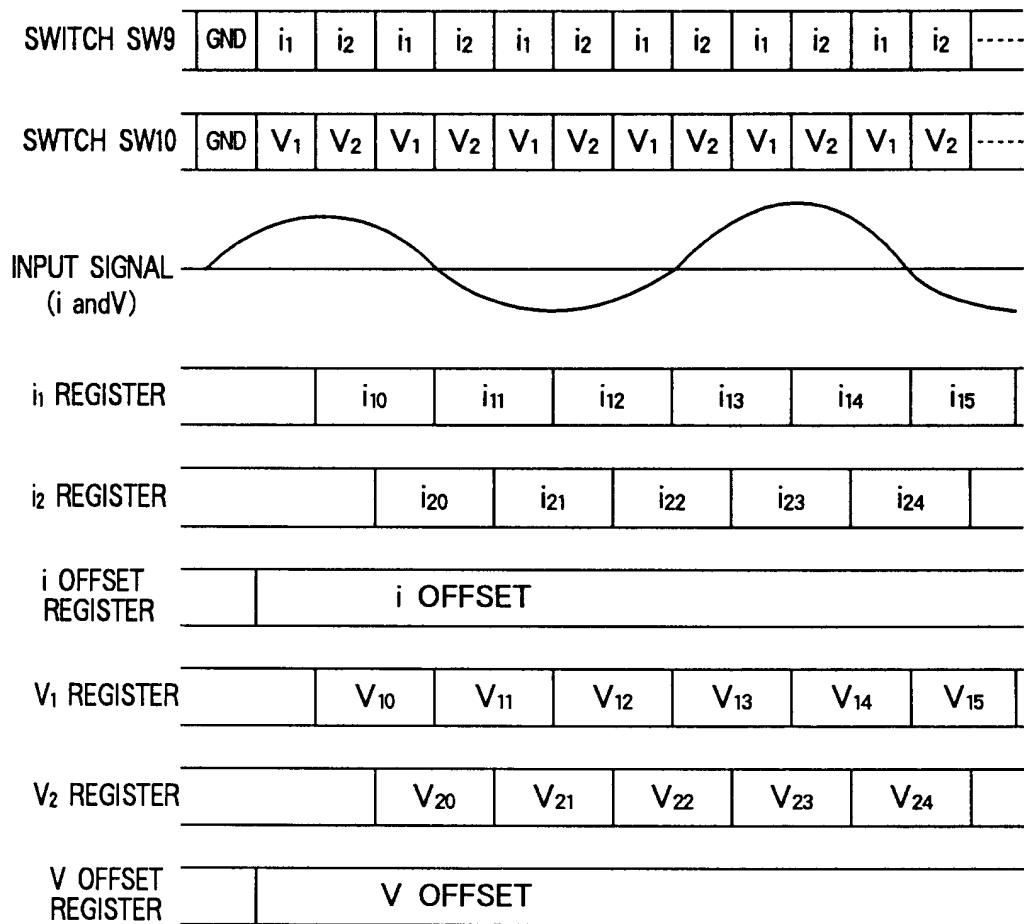 SWITCH SW9 GND i₁ i₂ i₁ i₂ i₁ i₂ i₁ i₂ i₁ i₂ i₁ i₂ -----
SWTCH SW10 GND V₁ V₂ V₁ V₂ V₁ V₂ V₁ V₂ V₁ V₂ V₁ V₂ -----
INPUT SIGNAL
(i andV)
i₁ REGISTER i₁₀ i₁₁ i₁₂ i₁₃ i₁₄ i₁₅
i₂ REGISTER i₂₀ i₂₁ i₂₂ i₂₃ i₂₄
i OFFSET
REGISTER
i OFFSET
V₁ REGISTER V₁₀ V₁₁ V₁₂ V₁₃ V₁₄ V₁₅
V₂ REGISTER V₂₀ V₂₁ V₂₂ V₂₃ V₂₄
V OFFSET
REGISTER
V OFFSET